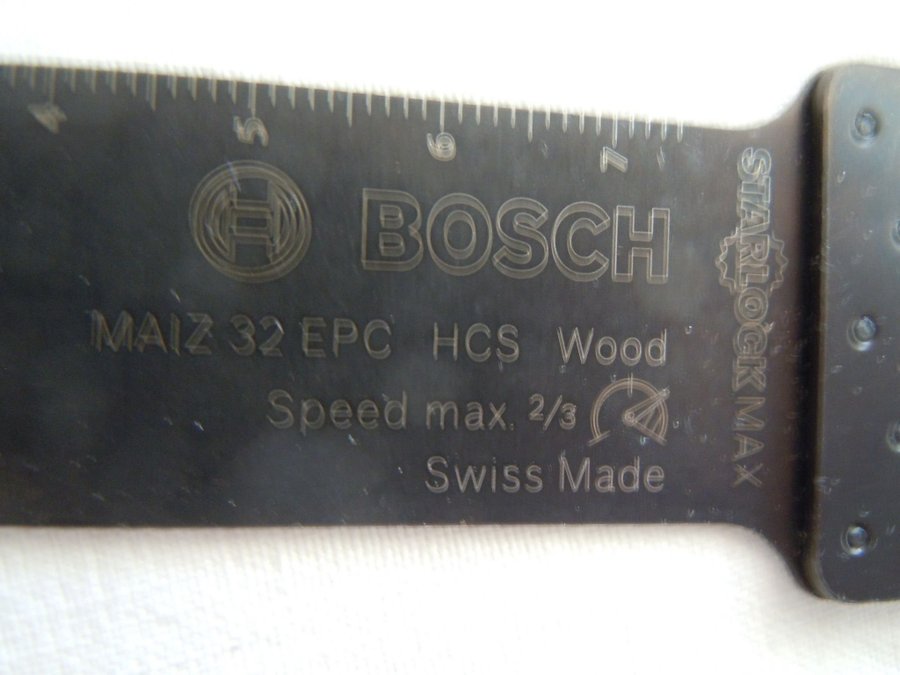 4 5 6 7
BOSCH
MAIZ 32 EPC HCS Wood
Speed max. 2/3
Swiss Made
STARLOCKMAX